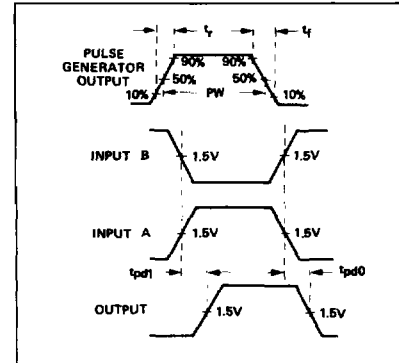 tr tf
PULSE
GENERATOR
OUTPUT
90% 90%
50% 50%
10% PW 10%
INPUT B 1.5V 1.5V
INPUT A 1.5V 1.5V
tpd1 tpd0
OUTPUT 1.5V 1.5V